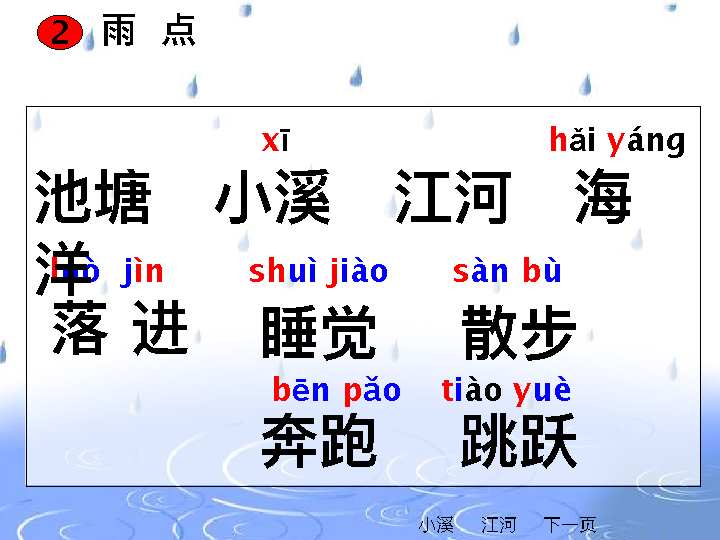 2 雨 点
xī hǎi yáng
池塘 小溪 江河 海
洋
luò jìn shuì jiào sàn bù
落 进 睡觉 散步
bēn pǎo tiào yuè
奔跑 跳跃
小溪 江河 下一页